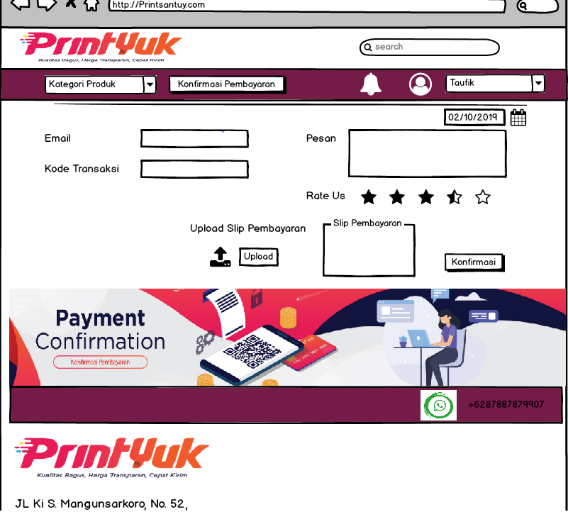 http://Printsantuy.com
PrintYuk
Kualitas Bagus, Harga Transparan, Cepat Kirim
search
Kategori Produk
Konfirmasi Pembayaran
Taufik
02/10/2019
Email
Pesan
Kode Transaksi
Rate Us
Upload Slip Pembayaran
Slip Pembayaran
Upload
Konfirmasi
Payment
Confirmation
Konfirmasi Pembayaran
+6287887879907
PrintYuk
Kualitas Bagus, Harga Transparan, Cepat Kirim
JL Ki S. Mangunsarkoro, No. 52,